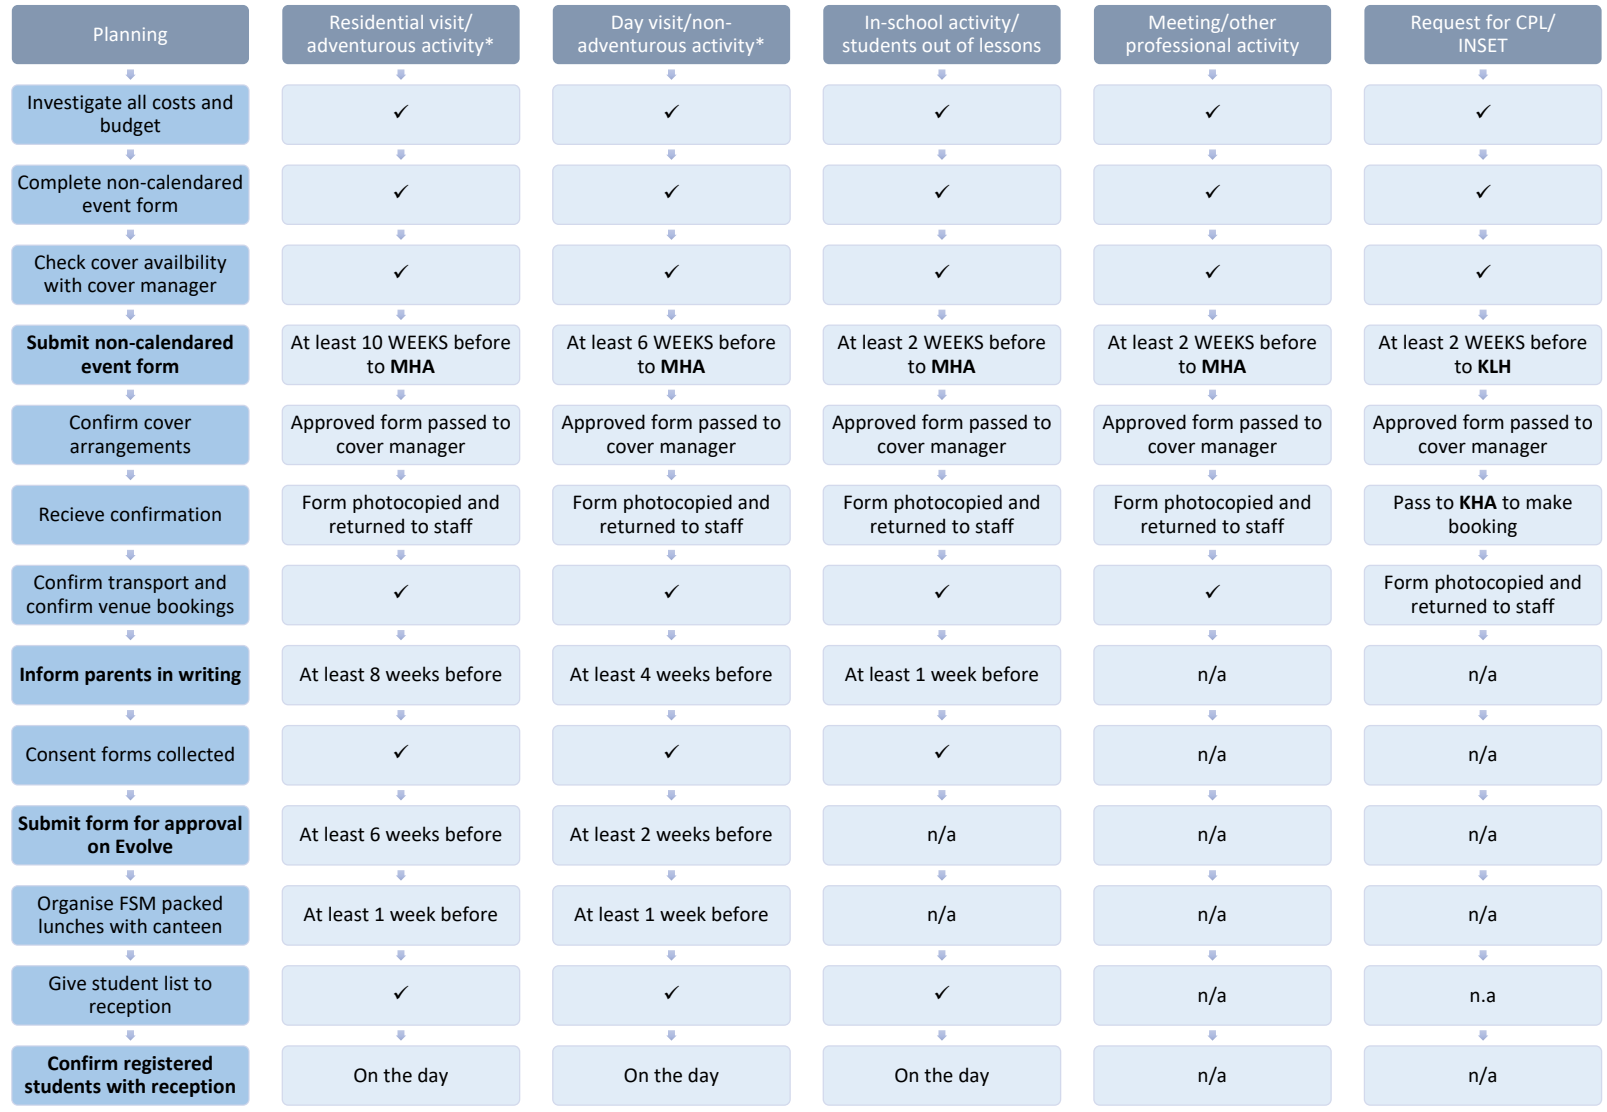 Planning
Residential visit/
adventurous activity*
Day visit/non-
adventurous activity*
In-school activity/
students out of lessons
Meeting/other
professional activity
Request for CPL/
INSET
Investigate all costs and
budget
✓
✓
✓
✓
✓
Complete non-calendared
event form
✓
✓
✓
✓
✓
Check cover availbility
with cover manager
✓
✓
✓
✓
✓
Submit non-calendared
event form
At least 10 WEEKS before
to MHA
At least 6 WEEKS before
to MHA
At least 2 WEEKS before
to MHA
At least 2 WEEKS before
to MHA
At least 2 WEEKS before
to KLH
Confirm cover
arrangements
Approved form passed to
cover manager
Approved form passed to
cover manager
Approved form passed to
cover manager
Approved form passed to
cover manager
Approved form passed to
cover manager
Recieve confirmation
Form photocopied and
returned to staff
Form photocopied and
returned to staff
Form photocopied and
returned to staff
Form photocopied and
returned to staff
Pass to KHA to make
booking
Confirm transport and
confirm venue bookings
✓
✓
✓
✓
Form photocopied and
returned to staff
Inform parents in writing
At least 8 weeks before
At least 4 weeks before
At least 1 week before
n/a
n/a
Consent forms collected
✓
✓
✓
n/a
n/a
Submit form for approval
on Evolve
At least 6 weeks before
At least 2 weeks before
n/a
n/a
n/a
Organise FSM packed
lunches with canteen
At least 1 week before
At least 1 week before
n/a
n/a
n/a
Give student list to
reception
✓
✓
✓
n/a
n.a
Confirm registered
students with reception
On the day
On the day
On the day
n/a
n/a